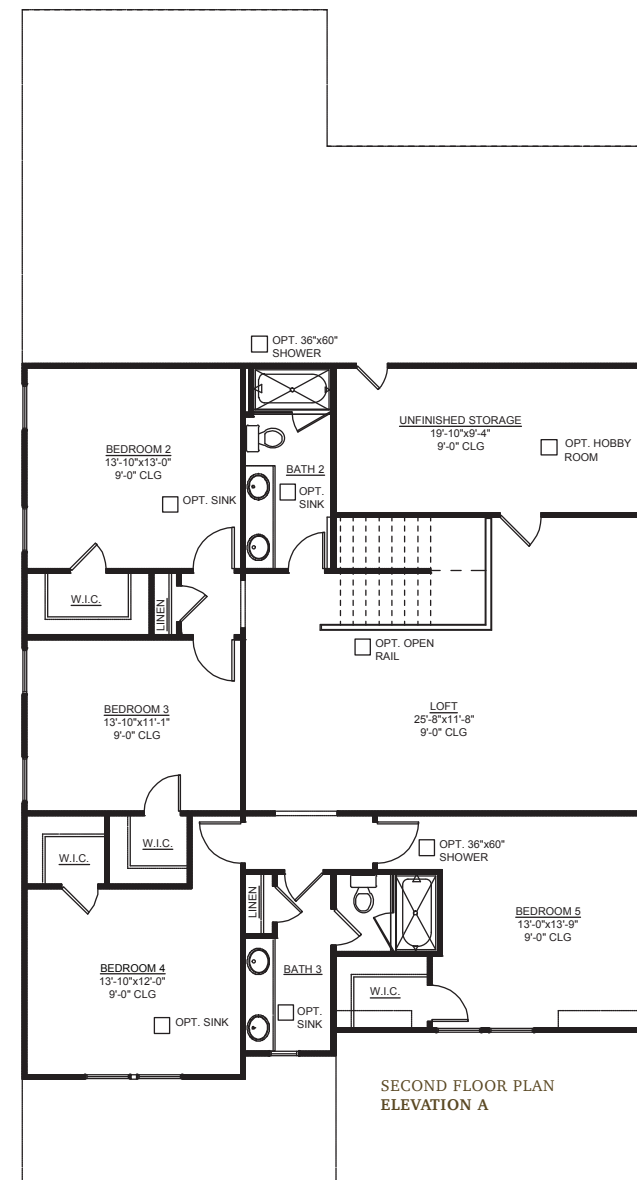 OPT. 36"x60"
SHOWER
BEDROOM 2
13'-10"x13'-0"
9'-0" CLG
OPT. SINK
BATH 2
OPT.
SINK
UNFINISHED STORAGE
19'-10"x9'-4"
9'-0" CLG
OPT. HOBBY
ROOM
W.I.C.
LINEN
OPT. OPEN
RAIL
BEDROOM 3
13'-10"x11'-1"
9'-0" CLG
LOFT
25'-8"x11'-8"
9'-0" CLG
W.I.C.
W.I.C.
OPT. 36"x60"
SHOWER
LINEN
BEDROOM 5
13'-0"x13'-9"
9'-0" CLG
BEDROOM 4
13'-10"x12'-0"
9'-0" CLG
OPT. SINK
BATH 3
OPT.
SINK
W.I.C.
SECOND FLOOR PLAN
ELEVATION A